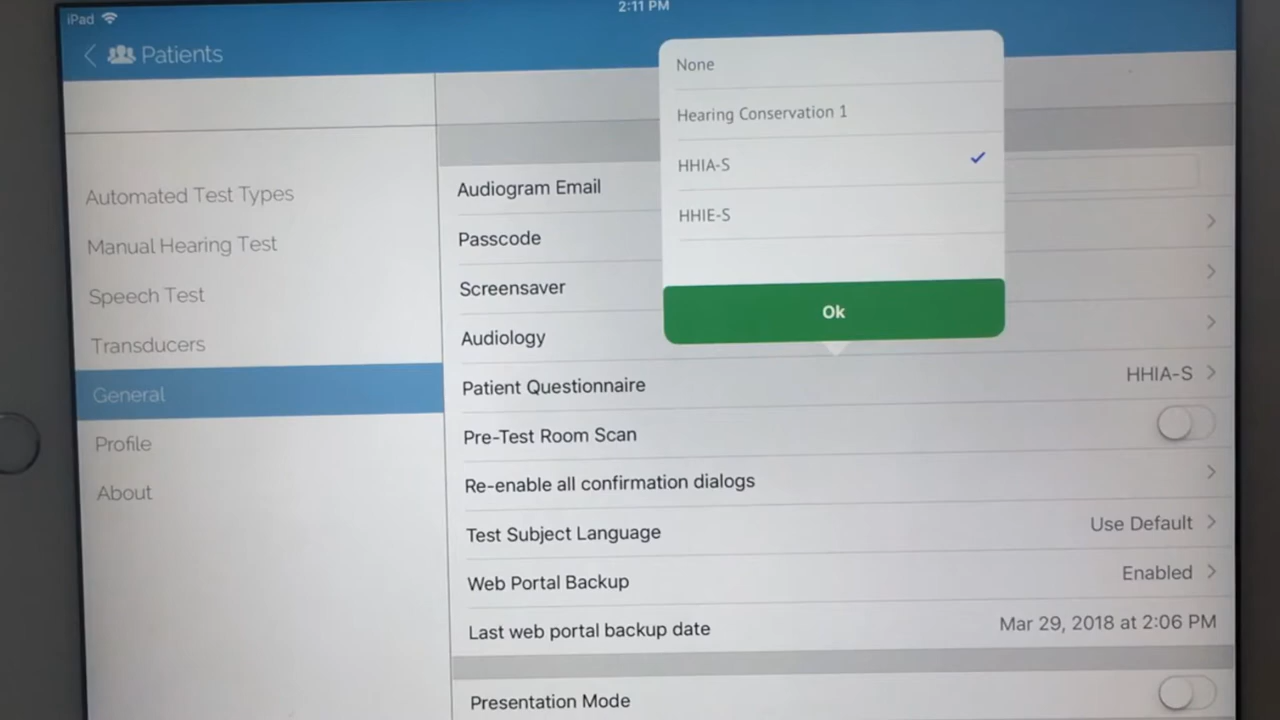 iPad
2:11 PM
Patients
None
Hearing Conservation 1
HHIA-S
HHIE-S
Ok
Automated Test Types
Manual Hearing Test
Speech Test
Transducers
General
Profile
About
Audiogram Email
Passcode
Screensaver
Audiology
Patient Questionnaire HHIA-S
Pre-Test Room Scan
Re-enable all confirmation dialogs
Test Subject Language Use Default
Web Portal Backup Enabled
Last web portal backup date Mar 29, 2018 at 2:06 PM
Presentation Mode